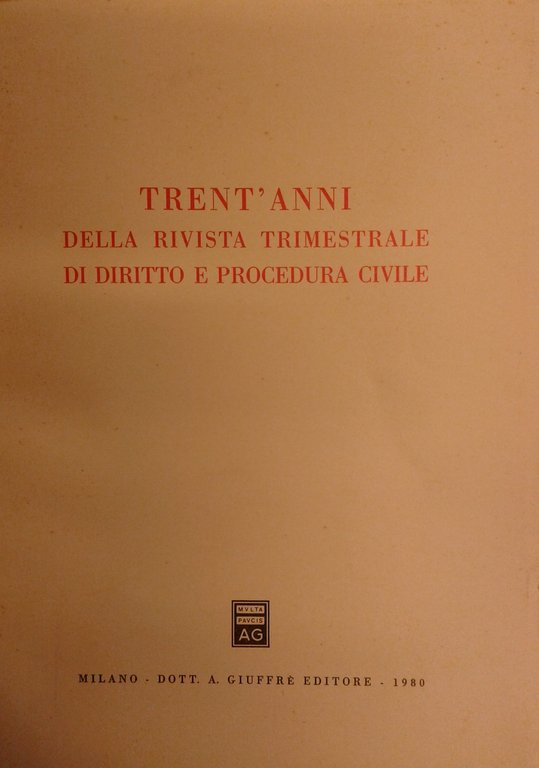 TRENT'ANNI
DELLA RIVISTA TRIMESTRALE
DI DIRITTO E PROCEDURA CIVILE
MVLTA
PAVCIS
AG
MILANO - DOTT. A. GIUFFRÈ EDITORE - 1980